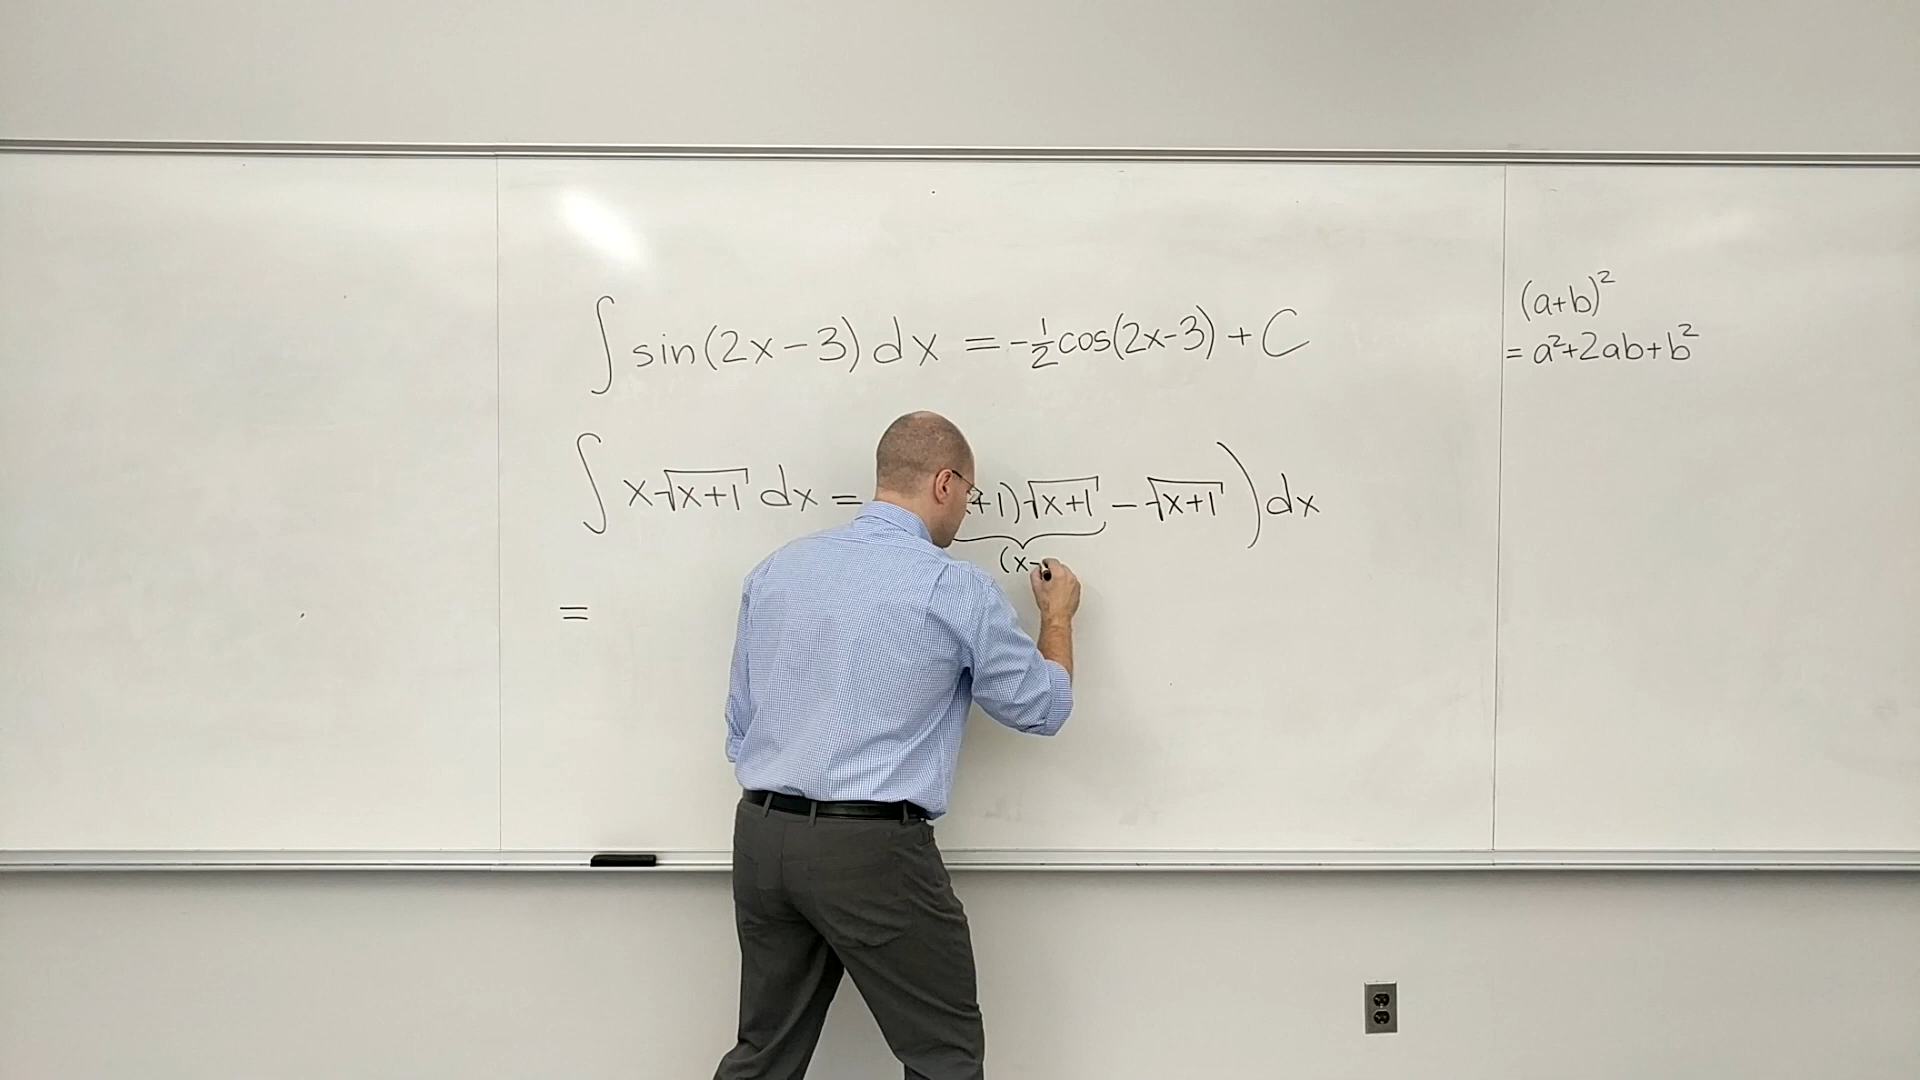 ∫ sin(2x-3) dx = -½cos(2x-3) + C
∫ x√(x+1) dx = +1)√(x+1) - √(x+1) ) dx
(x
=
(a+b)²
= a²+2ab+b²